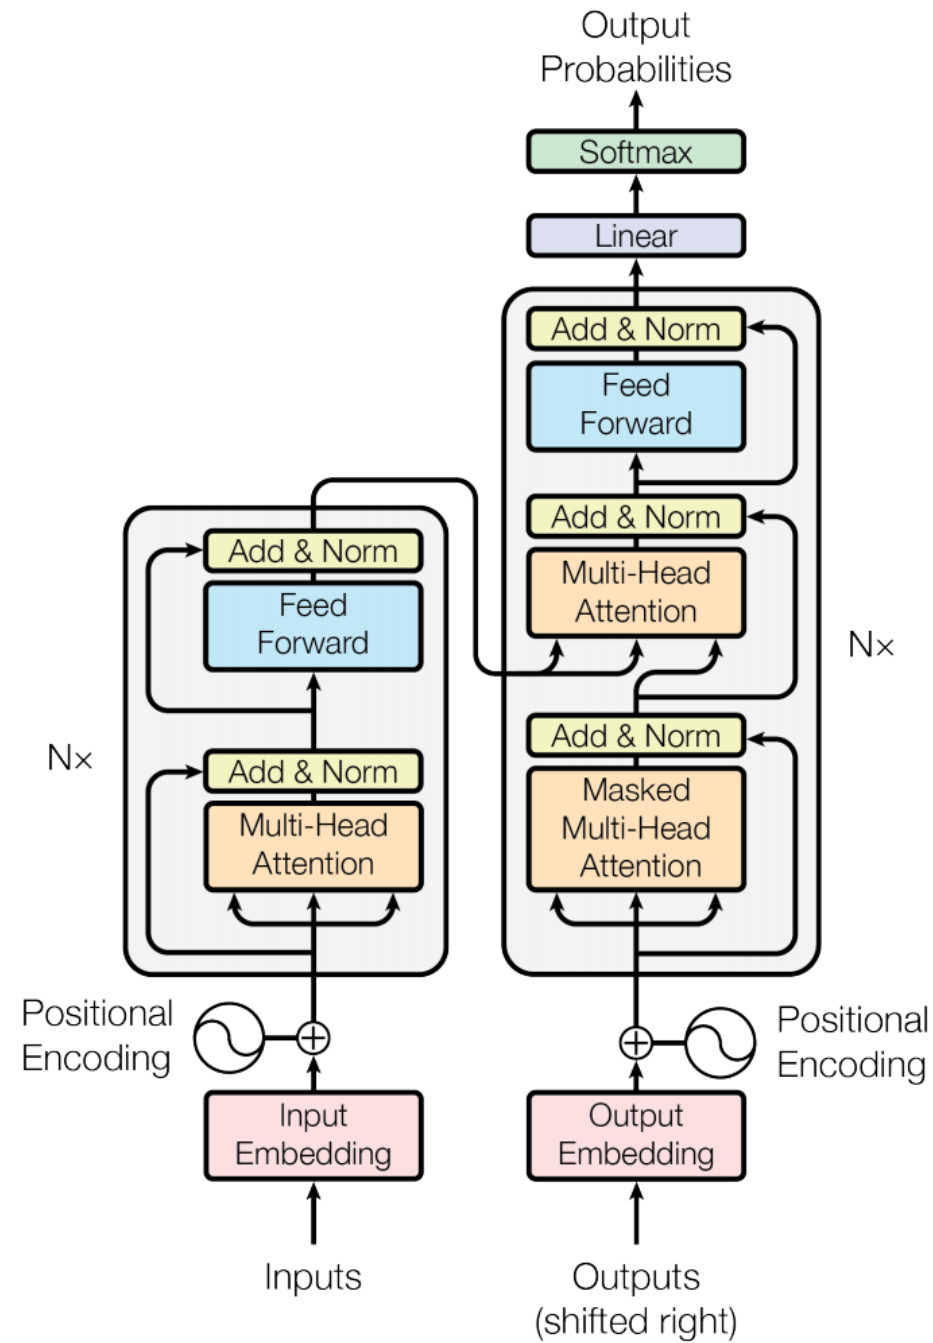 Output
Probabilities
Softmax
Linear
Add & Norm
Feed
Forward
Add & Norm
Multi-Head
Attention
Add & Norm
Masked
Multi-Head
Attention
Nx
Add & Norm
Feed
Forward
Add & Norm
Multi-Head
Attention
Nx
Positional
Encoding
Positional
Encoding
Input
Embedding
Output
Embedding
Inputs
Outputs
(shifted right)